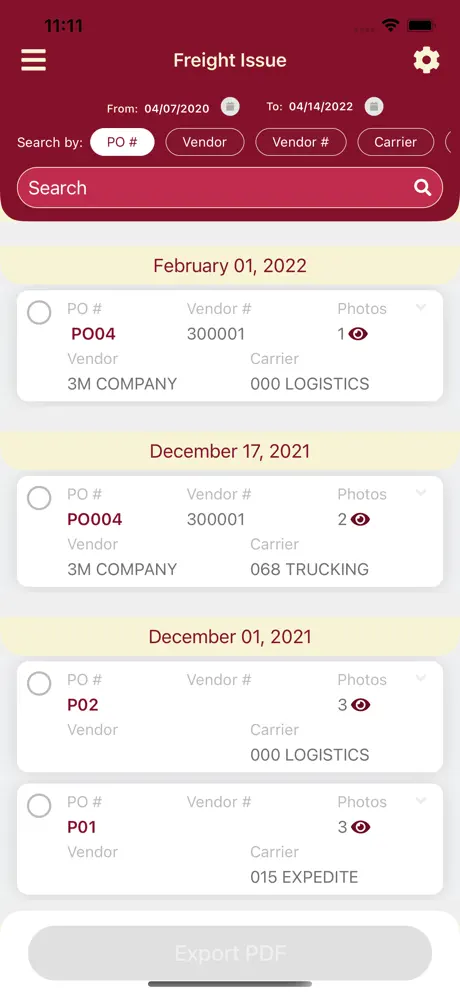 11:11
Freight Issue
From: 04/07/2020 To: 04/14/2022
Search by: PO # Vendor Vendor # Carrier
Search
February 01, 2022
PO # Vendor # Photos
PO04 300001 1
Vendor Carrier
3M COMPANY 000 LOGISTICS
December 17, 2021
PO # Vendor # Photos
PO004 300001 2
Vendor Carrier
3M COMPANY 068 TRUCKING
December 01, 2021
PO # Vendor # Photos
P02 3
Vendor Carrier
000 LOGISTICS
PO # Vendor # Photos
P01 3
Vendor Carrier
015 EXPEDITE
Export PDF